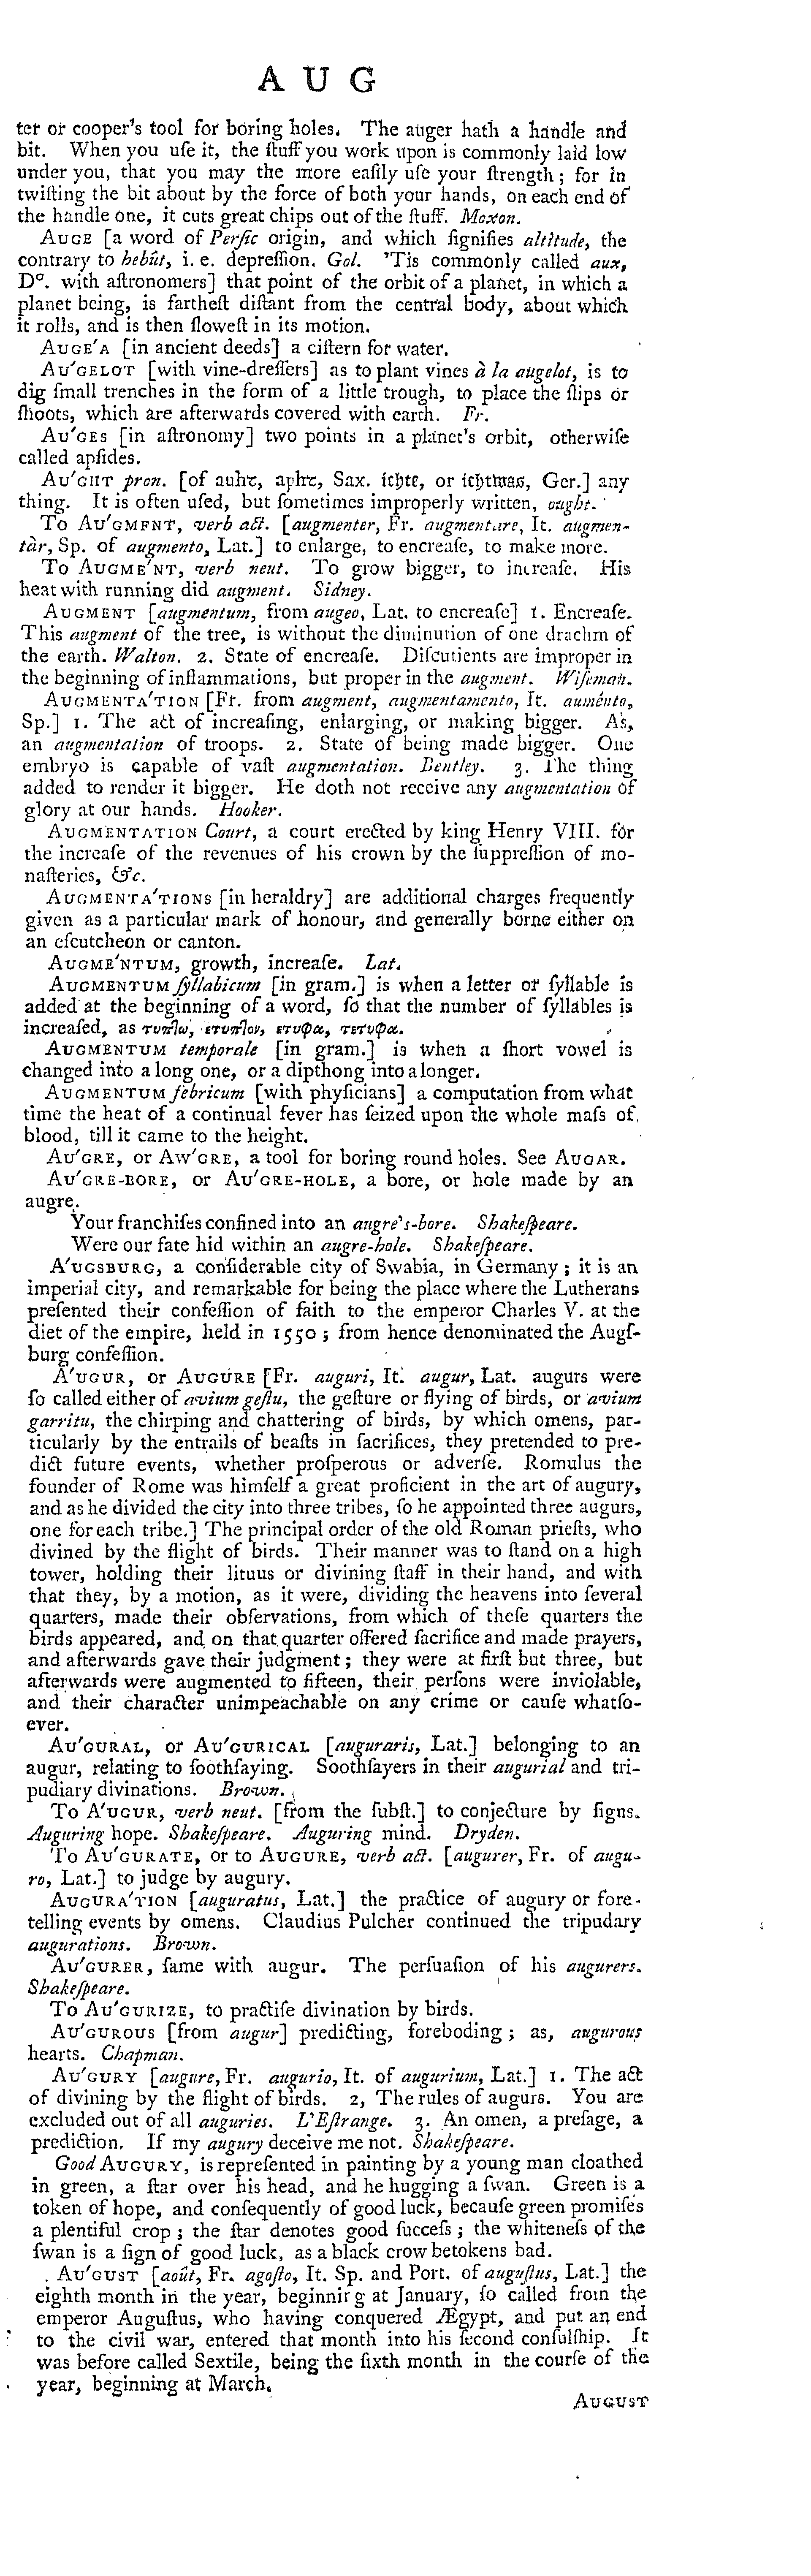 A U G
ter or cooper's tool for boring holes. The auger hath a handle and
bit. When you uſe it, the ſtuff you work upon is commonly laid low
under you, that you may the more eaſily uſe your ſtrength; for in
twiſting the bit about by the force of both your hands, on each end of
the handle one, it cuts great chips out of the ſtuff. Moxon.
AUGE [a word of Perſic origin, and which ſignifies altitude, the
contrary to hebût, i. e. depreſſion. Gol. 'Tis commonly called aux,
Dº. with aſtronomers] that point of the orbit of a planet, in which a
planet being, is fartheſt diſtant from the central body, about which
it rolls, and is then ſloweſt in its motion.
AUGE'A [in ancient deeds] a ciſtern for water.
AU'GELOT [with vine-dreſſers] as to plant vines à la augelot, is to
dig ſmall trenches in the form of a little trough, to place the ſlips or
ſhoots, which are afterwards covered with earth. Fr.
AU'GES [in aſtronomy] two points in a planet's orbit, otherwiſe
called apſides.
AU'GHT pron. [of auht, apht, Sax. ichte, or ichtwas, Ger.] any
thing. It is often uſed, but ſometimes improperly written, ought.
To AU'GMENT, verb act. [augmenter, Fr. augmentare, It. augmen-
tàr, Sp. of augmento, Lat.] to enlarge, to encreaſe, to make more.
To AUGME'NT, verb neut. To grow bigger, to increaſe. His
heat with running did augment. Sidney.
AUGMENT [augmentum, from augeo, Lat. to encreaſe] 1. Encreaſe.
This augment of the tree, is without the diminution of one drachm of
the earth. Walton. 2. State of encreaſe. Diſcutients are improper in
the beginning of inflammations, but proper in the augment. Wiſeman.
AUGMENTA'TION [Fr. from augment, augmentamento, It. auménto,
Sp.] 1. The act of increaſing, enlarging, or making bigger. As,
an augmentation of troops. 2. State of being made bigger. One
embryo is capable of vaſt augmentation. Bentley. 3. The thing
added to render it bigger. He doth not receive any augmentation of
glory at our hands. Hooker.
AUGMENTATION Court, a court erected by king Henry VIII. for
the increaſe of the revenues of his crown by the ſuppreſſion of mo-
naſteries, &c.
AUGMENTA'TIONS [in heraldry] are additional charges frequently
given as a particular mark of honour, and generally borne either on
an eſcutcheon or canton.
AUGME'NTUM, growth, increaſe. Lat.
AUGMENTUM ſyllabicum [in gram.] is when a letter or ſyllable is
added at the beginning of a word, ſo that the number of ſyllables is
increaſed, as τυπτω, ετυπτον, ετυφα, τετυφα.
AUGMENTUM temporale [in gram.] is when a ſhort vowel is
changed into a long one, or a dipthong into a longer.
AUGMENTUM febricum [with phyſicians] a computation from what
time the heat of a continual fever has ſeized upon the whole maſs of
blood, till it came to the height.
AU'GRE, or AW'GRE, a tool for boring round holes. See AUGAR.
AU'GRE-BORE, or AU'GRE-HOLE, a bore, or hole made by an
augre.
Your franchiſes confined into an augre's-bore. Shakeſpeare.
Were our fate hid within an augre-hole. Shakeſpeare.
A'UGSBURG, a conſiderable city of Swabia, in Germany; it is an
imperial city, and remarkable for being the place where the Lutherans
preſented their confeſſion of faith to the emperor Charles V. at the
diet of the empire, held in 1550; from hence denominated the Augſ-
burg confeſſion.
A'UGUR, or AUGURE [Fr. auguri, It. augur, Lat. augurs were
ſo called either of avium geſtu, the geſture or flying of birds, or avium
garritu, the chirping and chattering of birds, by which omens, par-
ticularly by the entrails of beaſts in ſacrifices, they pretended to pre-
dict future events, whether proſperous or adverſe. Romulus the
founder of Rome was himſelf a great proficient in the art of augury,
and as he divided the city into three tribes, ſo he appointed three augurs,
one for each tribe.] The principal order of the old Roman prieſts, who
divined by the flight of birds. Their manner was to ſtand on a high
tower, holding their lituus or divining ſtaff in their hand, and with
that they, by a motion, as it were, dividing the heavens into ſeveral
quarters, made their obſervations, from which of theſe quarters the
birds appeared, and on that quarter offered ſacrifice and made prayers,
and afterwards gave their judgment; they were at firſt but three, but
afterwards were augmented to fifteen, their perſons were inviolable,
and their character unimpeachable on any crime or cauſe whatſo-
ever.
AU'GURAL, or AU'GURICAL [auguraris, Lat.] belonging to an
augur, relating to ſoothſaying. Soothſayers in their augurial and tri-
pudiary divinations. Brown.
To A'UGUR, verb neut. [from the ſubſt.] to conjecture by ſigns.
Auguring hope. Shakeſpeare. Auguring mind. Dryden.
To AU'GURATE, or to AUGURE, verb act. [augurer, Fr. of augu-
ro, Lat.] to judge by augury.
AUGURA'TION [auguratus, Lat.] the practice of augury or fore-
telling events by omens. Claudius Pulcher continued the tripudary
augurations. Brown.
AU'GURER, ſame with augur. The perſuaſion of his augurers.
Shakeſpeare.
To AU'GURIZE, to practiſe divination by birds.
AU'GUROUS [from augur] predicting, foreboding; as, augurous
hearts. Chapman.
AU'GURY [augure, Fr. augurio, It. of augurium, Lat.] 1. The act
of divining by the flight of birds. 2, The rules of augurs. You are
excluded out of all auguries. L'Eſtrange. 3. An omen, a preſage, a
prediction. If my augury deceive me not. Shakeſpeare.
Good AUGURY, is repreſented in painting by a young man cloathed
in green, a ſtar over his head, and he hugging a ſwan. Green is a
token of hope, and conſequently of good luck, becauſe green promiſes
a plentiful crop; the ſtar denotes good ſucceſs; the whiteneſs of the
ſwan is a ſign of good luck, as a black crow betokens bad.
AU'GUST [août, Fr. agoſto, It. Sp. and Port. of auguſtus, Lat.] the
eighth month in the year, beginning at January, ſo called from the
emperor Auguſtus, who having conquered Ægypt, and put an end
to the civil war, entered that month into his ſecond conſulſhip. It
was before called Sextile, being the ſixth month in the courſe of the
year, beginning at March.
AUGUST